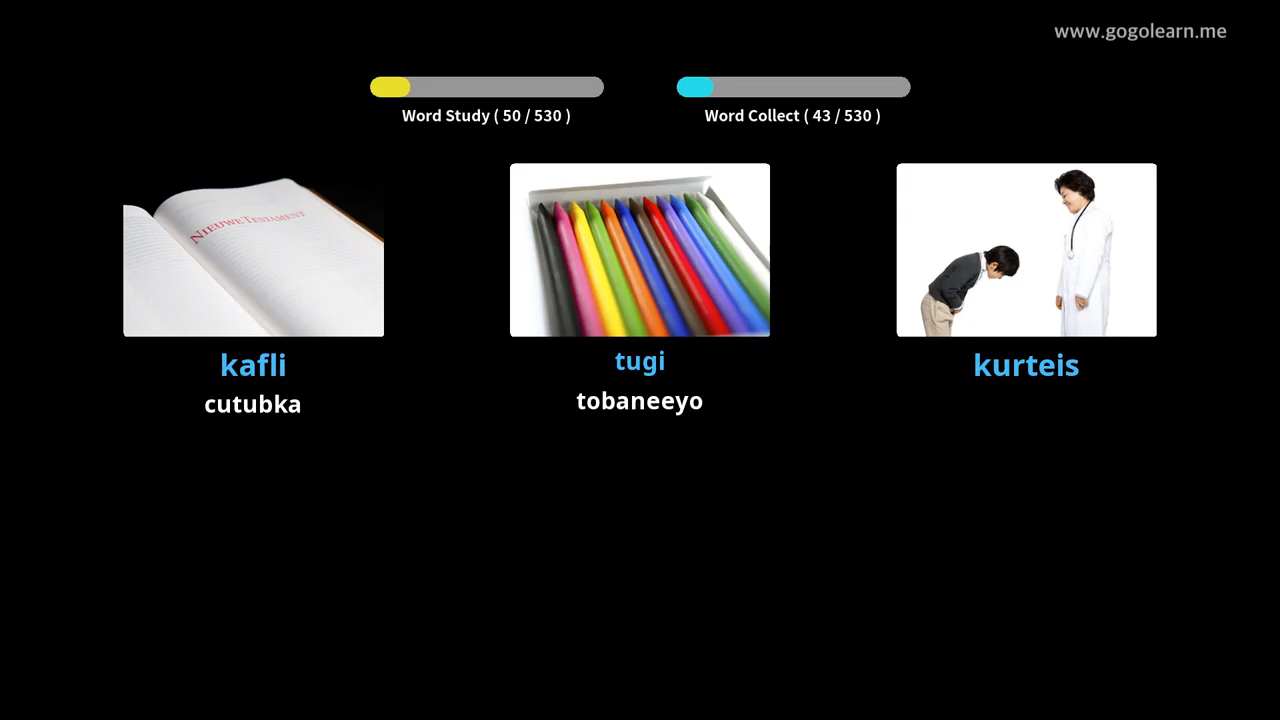 www.gogolearn.me
Word Study ( 50 / 530 )
Word Collect ( 43 / 530 )
NIEUWE TESTAMENT
kafli
tugi
kurteis
cutubka
tobaneeyo